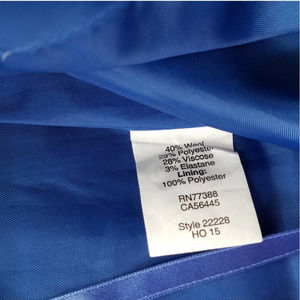 40% Wool
29% Polyester
28% Viscose
3% Elastane
Lining:
100% Polyester
RN77388
CA56445
Style 22228
HO 15